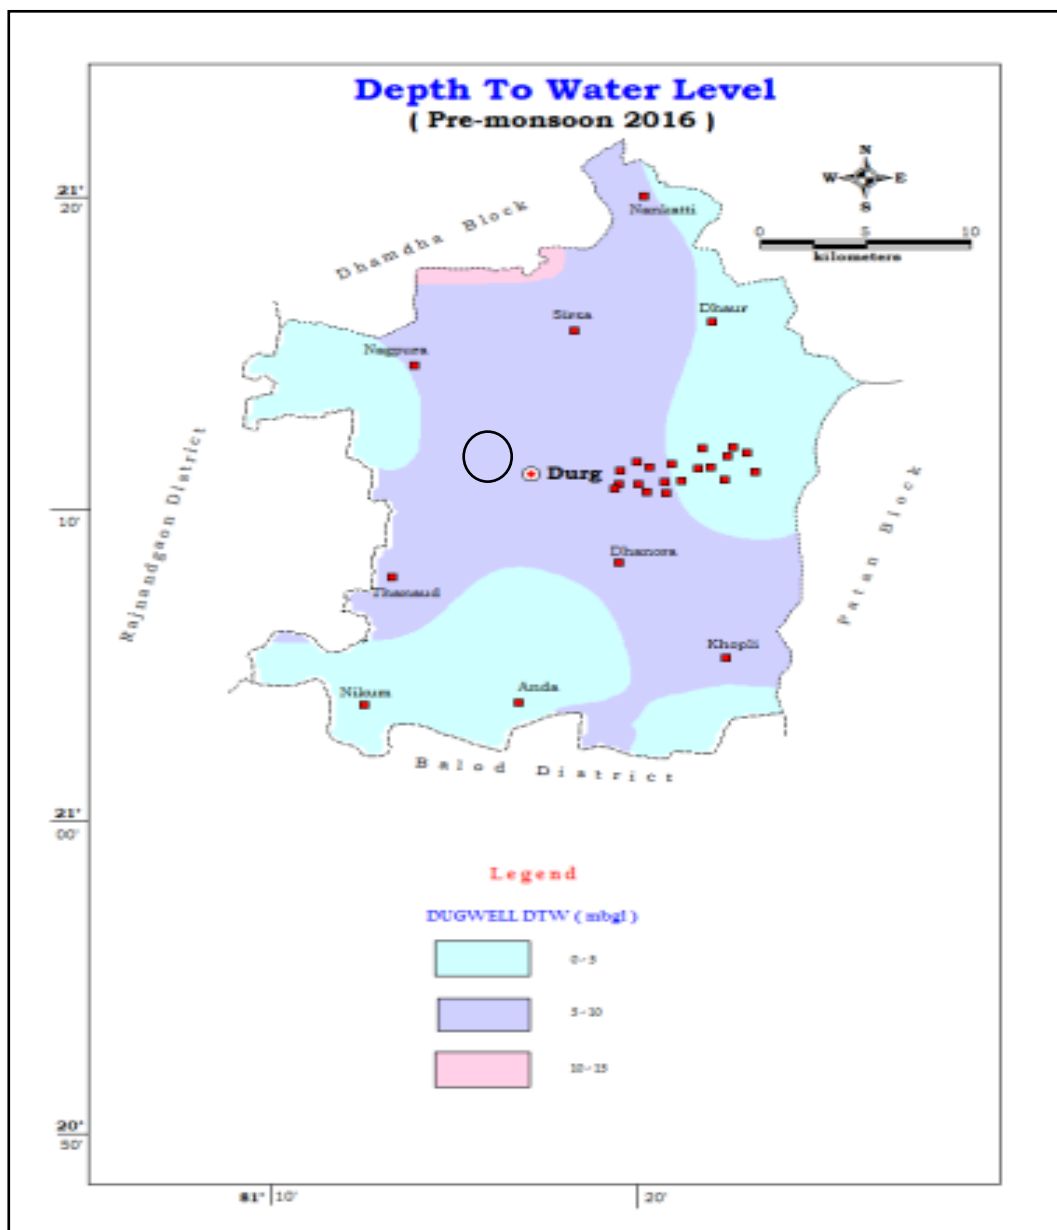 Depth To Water Level
( Pre-monsoon 2016 )
N
W E
S
21'
20'
Nankatti
0 5 10
kilometers
Dhamdha Block
Sirsa
Dhaur
Nagpura
Rajnandgaon District
Durg
10'
Patan Block
Dhanora
Thanaud
Khopli
Nikum
Anda
Balod District
21'
00'
Legend
DUGWELL DTW ( mbgl )
0 - 5
5 - 10
10 - 15
20'
50'
81° 10'
20'